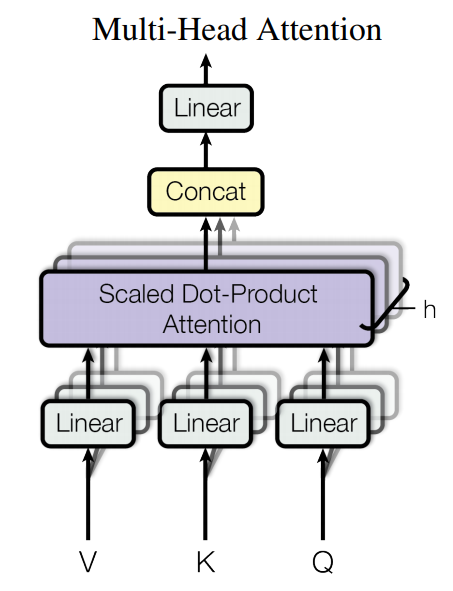 Multi-Head Attention
Linear
Concat
Scaled Dot-Product
Attention
h
Linear Linear Linear
V K Q